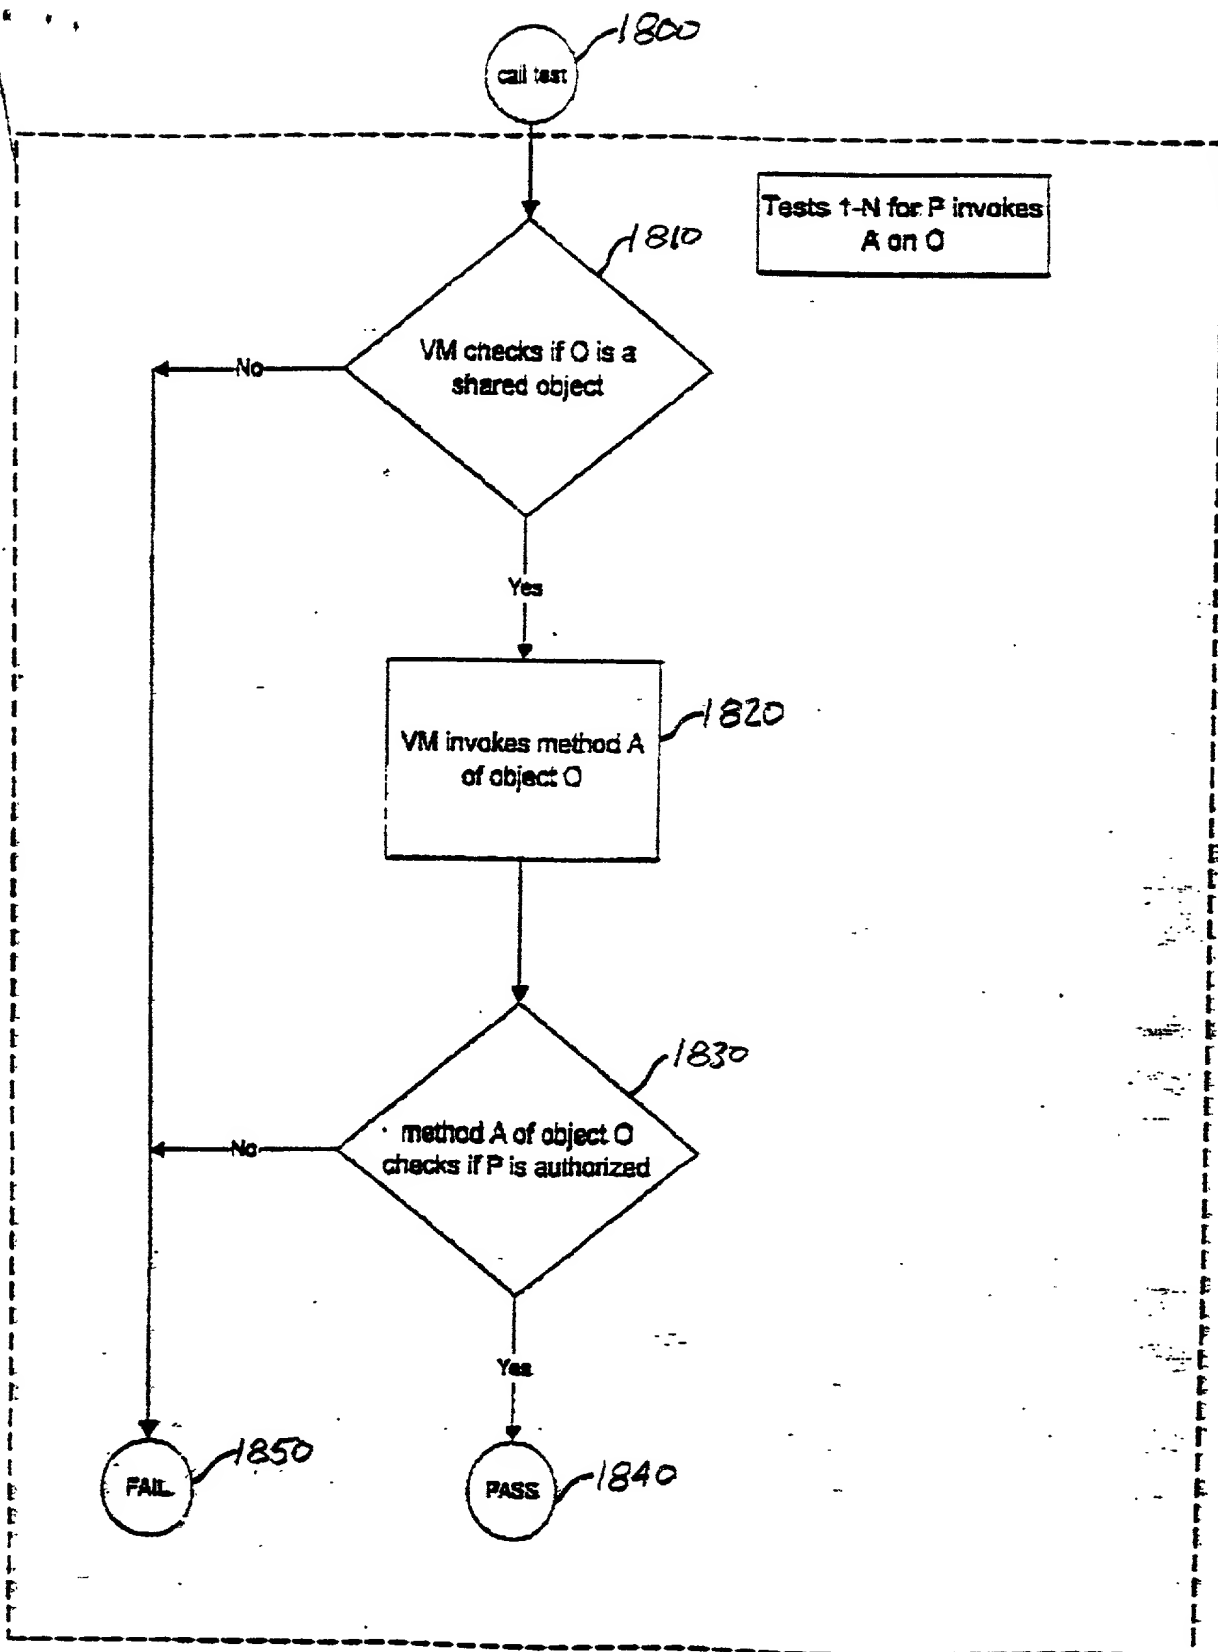 1800
call test
Tests 1-N for P invokes
A on O
1810
VM checks if O is a
shared object
No
Yes
1820
VM invokes method A
of object O
1830
method A of object O
checks if P is authorized
No
Yes
1850
FAIL
1840
PASS